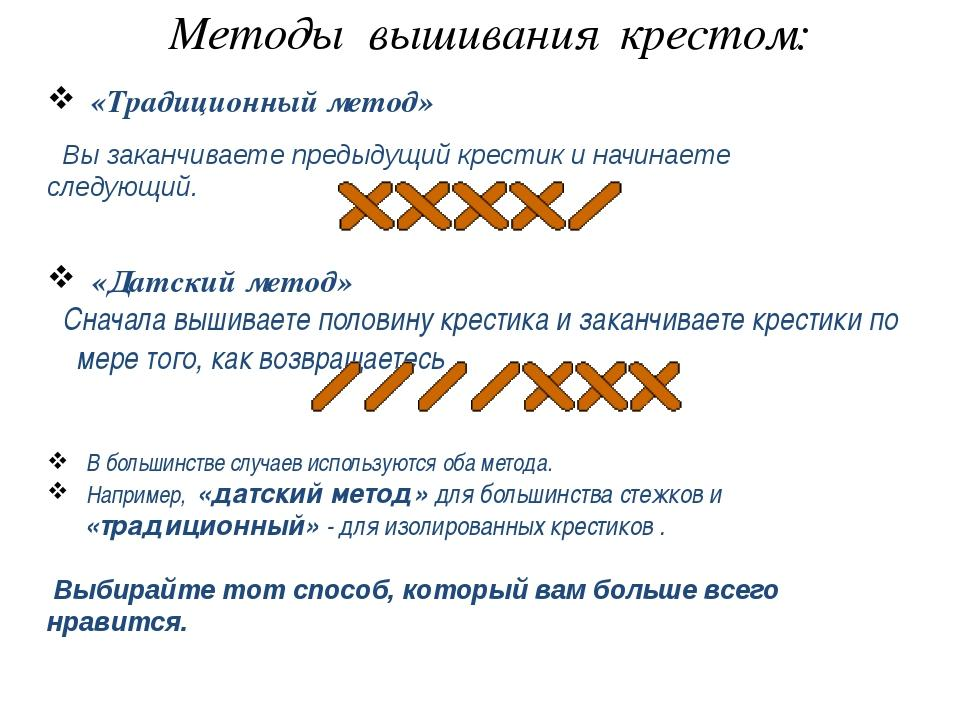 Методы вышивания крестом:
«Традиционный метод»
Вы заканчиваете предыдущий крестик и начинаете
следующий.
«Датский метод»
Сначала вышиваете половину крестика и заканчиваете крестики по
мере того, как возвращаетесь
В большинстве случаев используются оба метода.
Например, «датский метод» для большинства стежков и
«традиционный» - для изолированных крестиков .
Выбирайте тот способ, который вам больше всего
нравится.